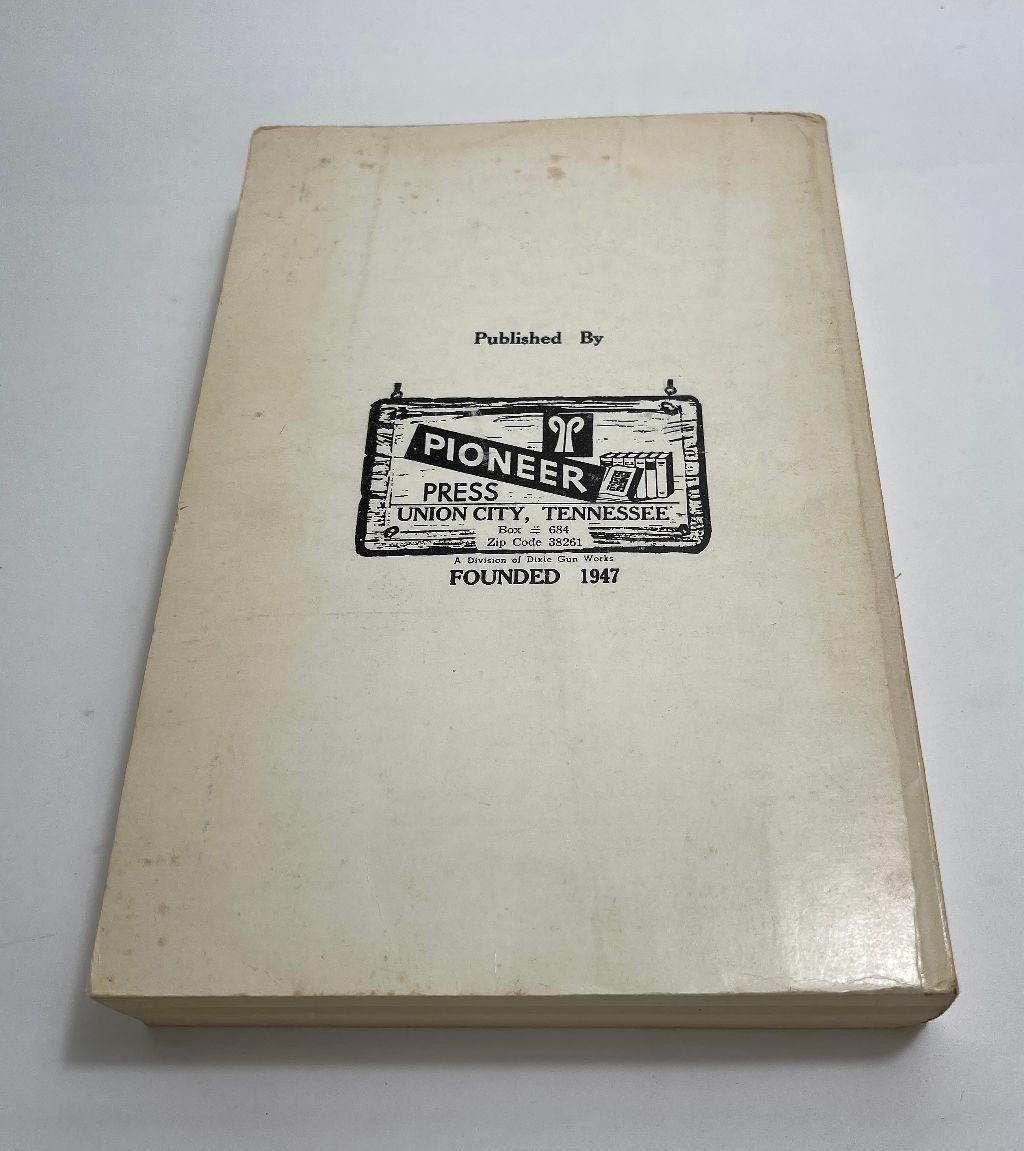 Published By
PIONEER
PRESS
UNION CITY, TENNESSEE
Box # 684
Zip Code 38261
A Division of Dixie Gun Works
FOUNDED 1947